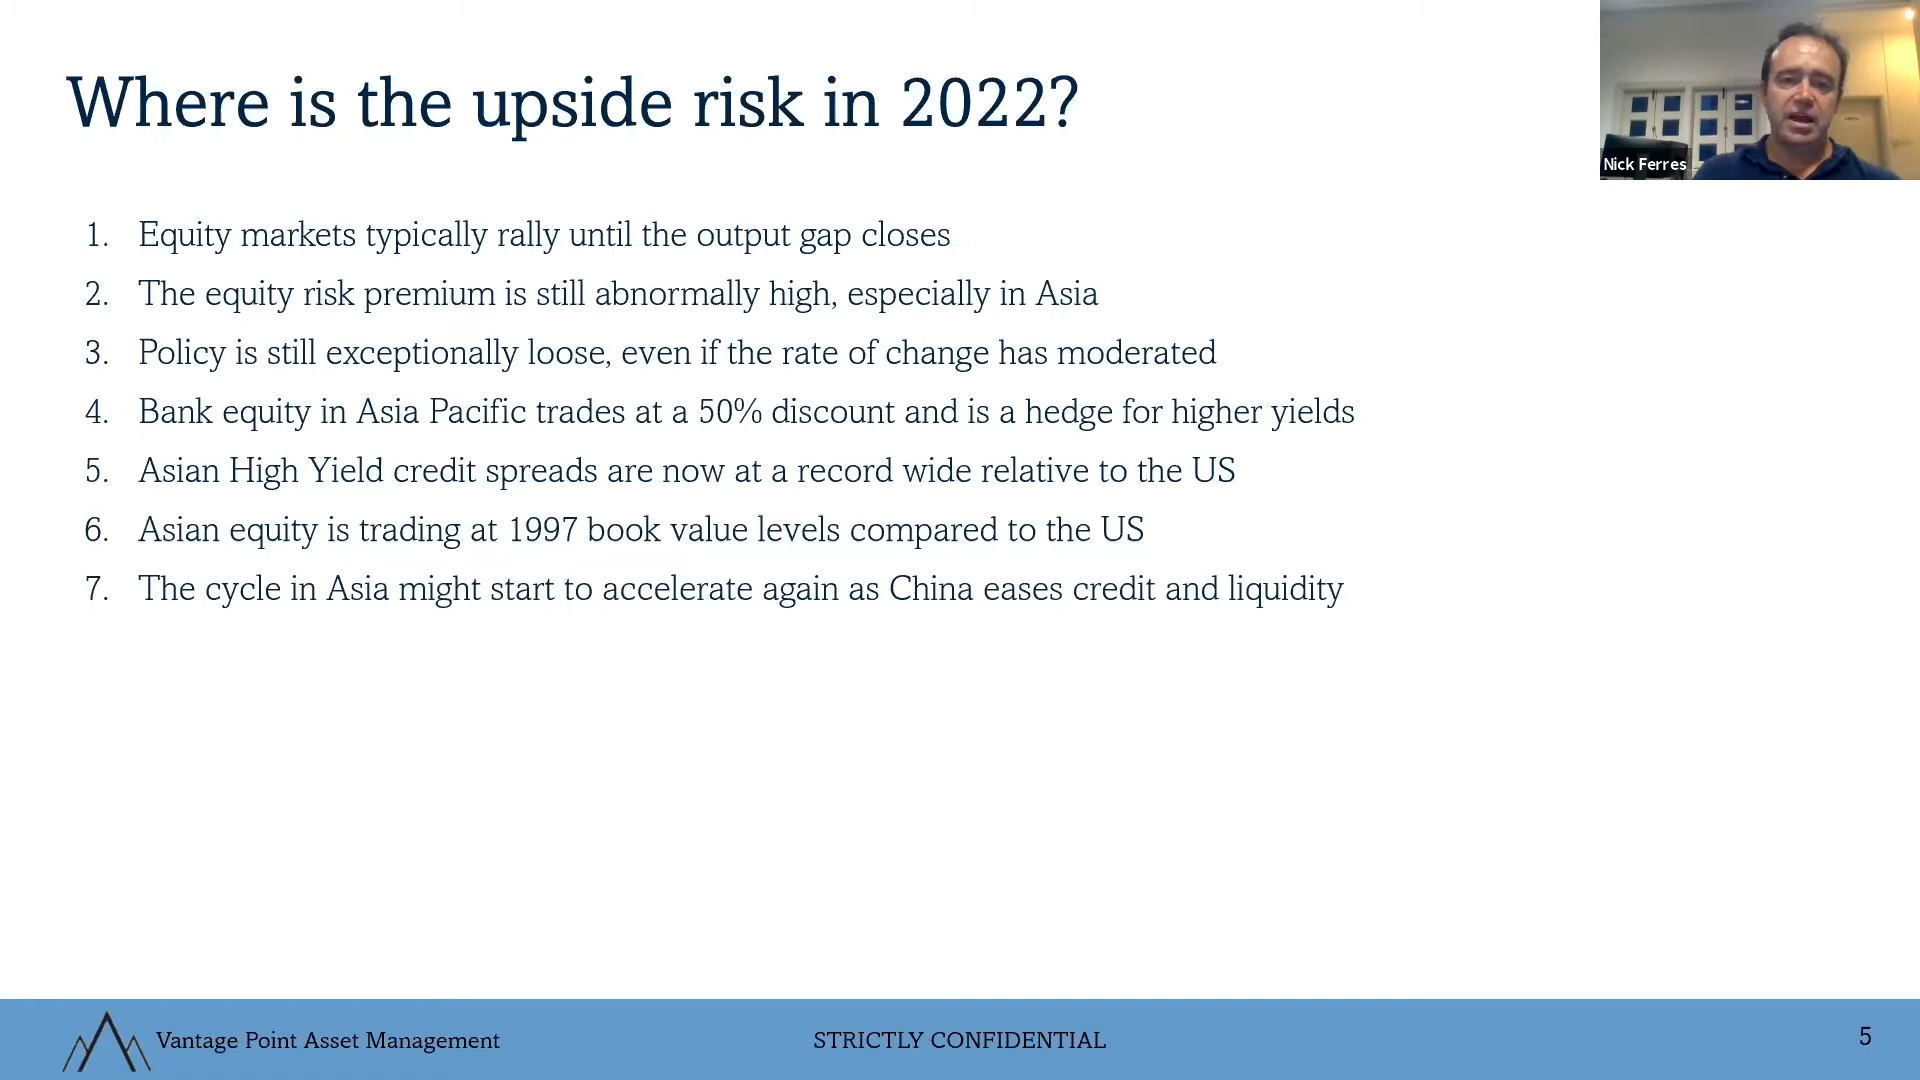 Where is the upside risk in 2022?
Nick Ferres
1. Equity markets typically rally until the output gap closes
2. The equity risk premium is still abnormally high, especially in Asia
3. Policy is still exceptionally loose, even if the rate of change has moderated
4. Bank equity in Asia Pacific trades at a 50% discount and is a hedge for higher yields
5. Asian High Yield credit spreads are now at a record wide relative to the US
6. Asian equity is trading at 1997 book value levels compared to the US
7. The cycle in Asia might start to accelerate again as China eases credit and liquidity
Vantage Point Asset Management
STRICTLY CONFIDENTIAL
5